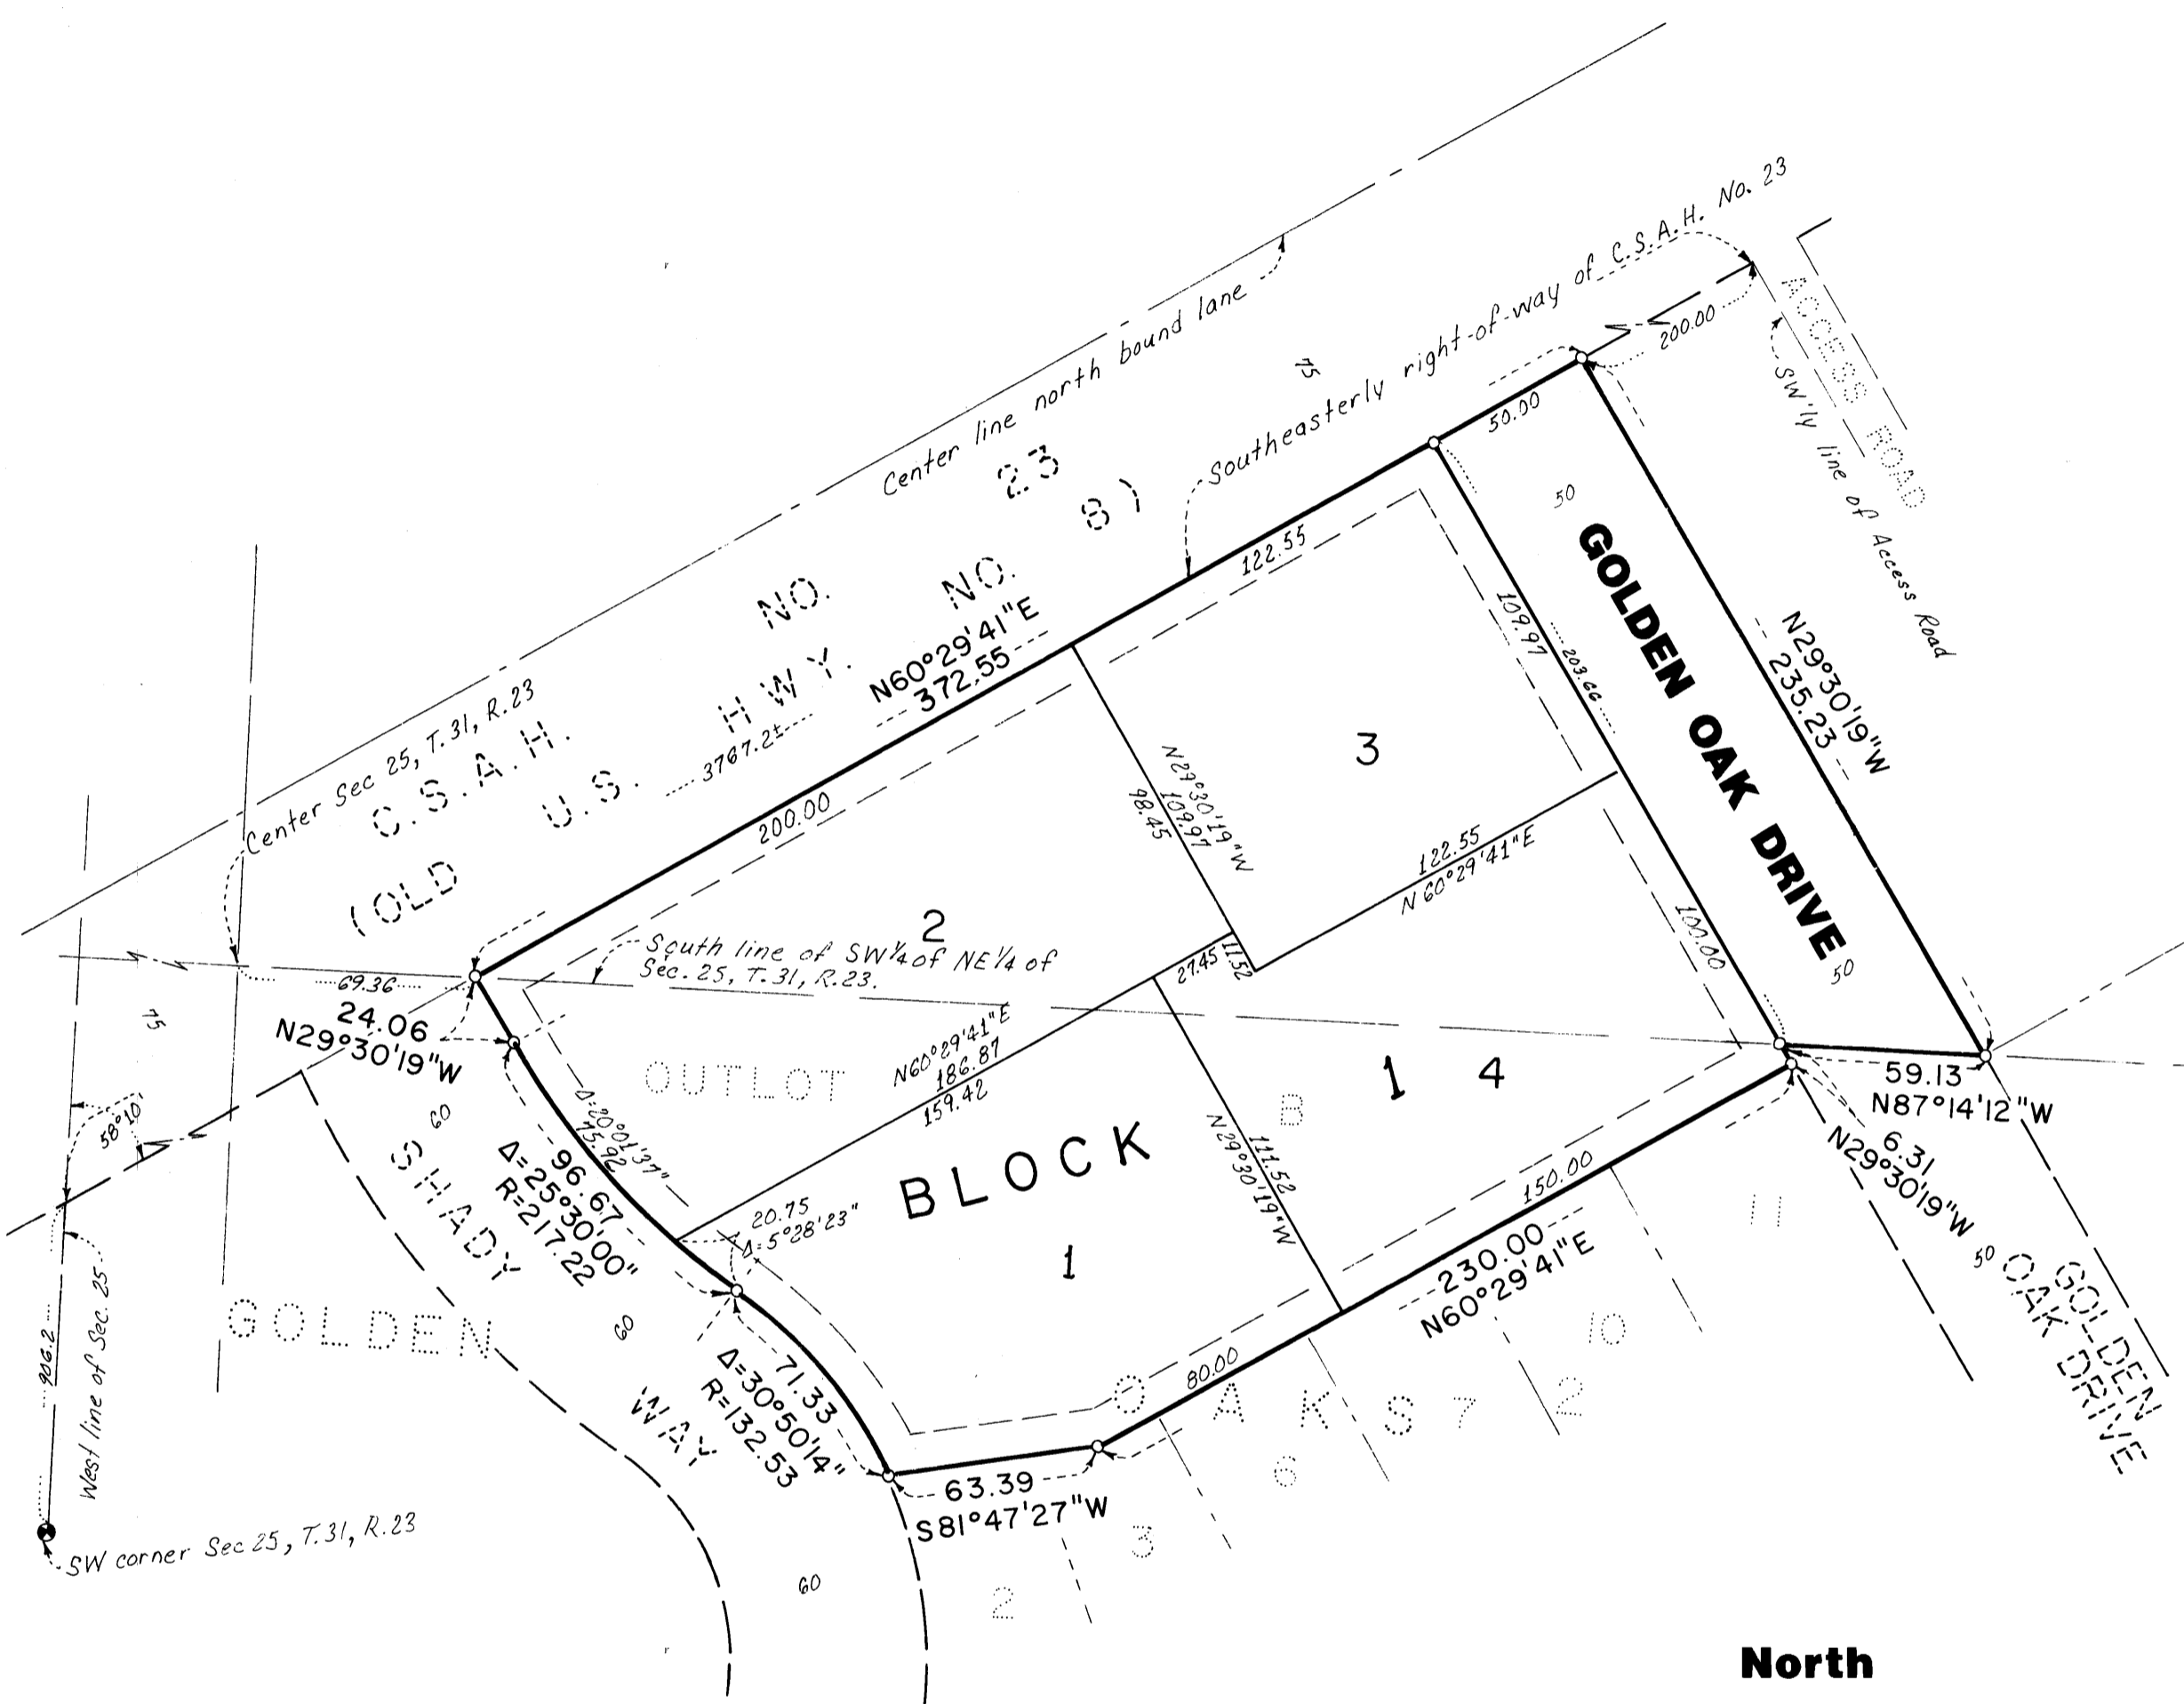 Center line north bound lane
Southeasterly right-of-way of C.S.A.H. No. 23
ACCESS ROAD
SW'ly line of Access Road
200.00
75
50.00
23
8)
NO.
NO.
HWY.
C.S.A.H.
U.S.
(OLD
3767.2±
N60°29'41"E
372.55
122.55
200.00
Center Sec 25, T.31, R.23
50
GOLDEN OAK DRIVE
50
109.97
203.66
100.00
N29°30'19"W
235.23
3
N29°30'19"W
109.97
98.45
122.55
N60°29'41"E
2
South line of SW¼ of NE¼ of
Sec. 25, T.31, R.23.
27.45
11.52
69.36
24.06
N29°30'19"W
75
58°10'
OUTLOT
B
1
4
N60°29'41"E
186.87
159.42
Δ=20°01'37"
75.92
96.67
Δ=25°30'00"
R=217.22
60
SHADY
WAY
60
60
20.75
Δ=5°28'23"
BLOCK
1
111.52
N29°30'19"W
150.00
230.00
N60°29'41"E
80.00
59.13
N87°14'12"W
6.31
N29°30'19"W
50
GOLDEN
OAK DRIVE
GOLDEN
OAKS
71.33
Δ=30°50'14"
R=132.53
63.39
S81°47'27"W
11
10
2
7
6
3
2
906.2
West line of Sec. 25
SW corner Sec 25, T.31, R.23
North